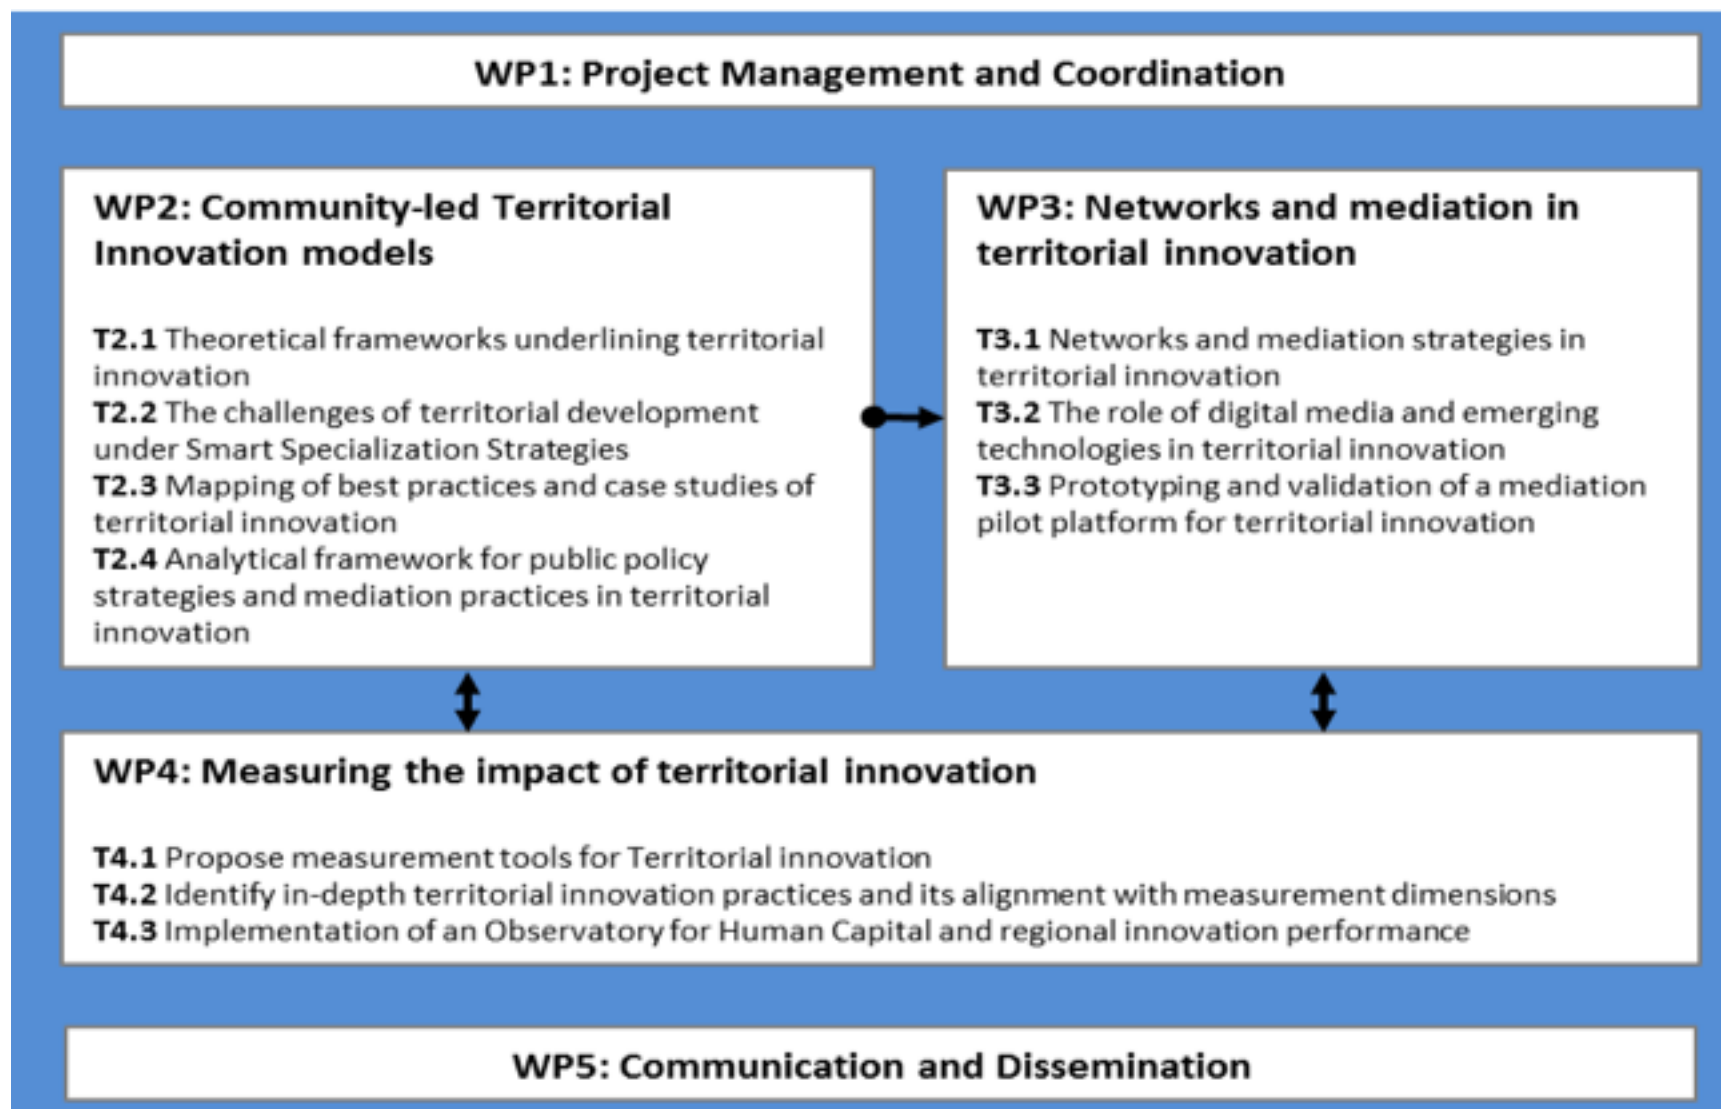 WP1: Project Management and Coordination
WP2: Community-led Territorial
Innovation models
T2.1 Theoretical frameworks underlining territorial
innovation
T2.2 The challenges of territorial development
under Smart Specialization Strategies
T2.3 Mapping of best practices and case studies of
territorial innovation
T2.4 Analytical framework for public policy
strategies and mediation practices in territorial
innovation
WP3: Networks and mediation in
territorial innovation
T3.1 Networks and mediation strategies in
territorial innovation
T3.2 The role of digital media and emerging
technologies in territorial innovation
T3.3 Prototyping and validation of a mediation
pilot platform for territorial innovation
WP4: Measuring the impact of territorial innovation
T4.1 Propose measurement tools for Territorial innovation
T4.2 Identify in-depth territorial innovation practices and its alignment with measurement dimensions
T4.3 Implementation of an Observatory for Human Capital and regional innovation performance
WP5: Communication and Dissemination